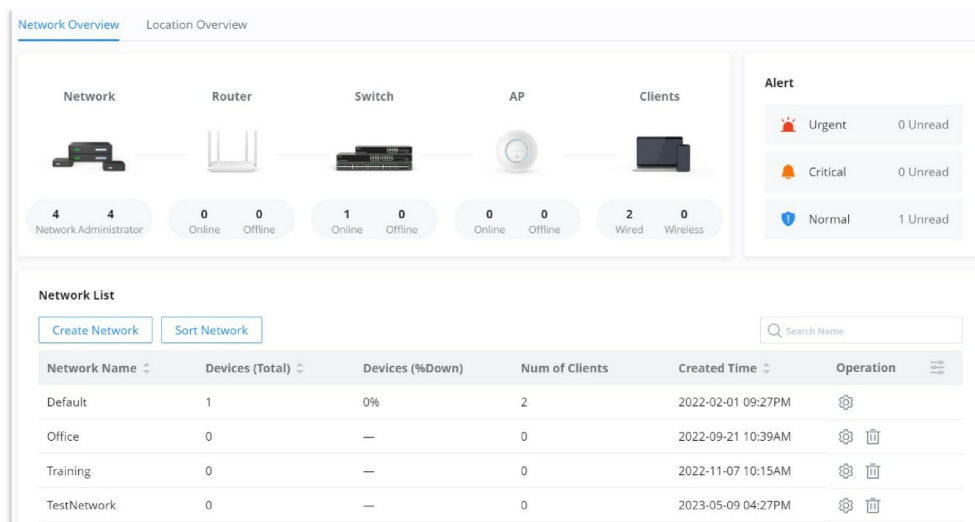 Network Overview Location Overview
Network Router Switch AP Clients
4 4 0 0 1 0 0 0 2 0
Network Administrator Online Offline Online Offline Online Offline Wired Wireless
Alert
Urgent 0 Unread
Critical 0 Unread
Normal 1 Unread
Network List
Create Network Sort Network Search Name
Network Name Devices (Total) Devices (%Down) Num of Clients Created Time Operation
Default 1 0% 2 2022-02-01 09:27PM
Office 0 — 0 2022-09-21 10:39AM
Training 0 — 0 2022-11-07 10:15AM
TestNetwork 0 — 0 2023-05-09 04:27PM